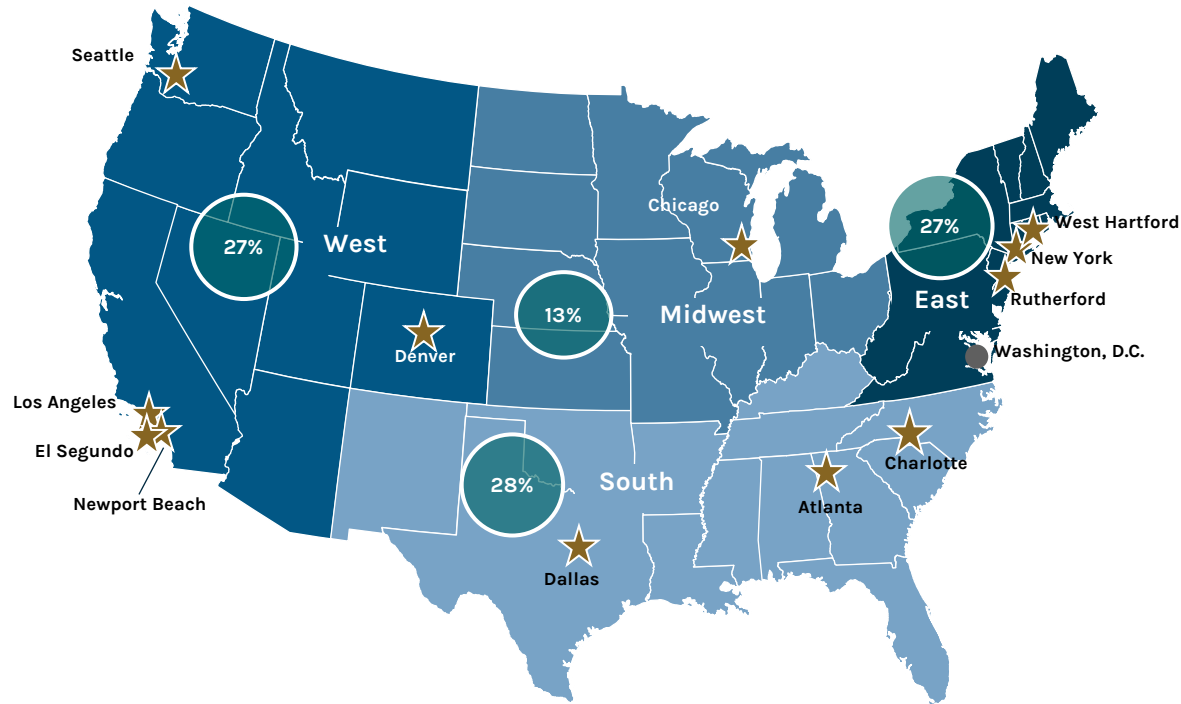 Seattle
Chicago
27%
West Hartford
27%
West
New York
East
Rutherford
13%
Midwest
Denver
Washington, D.C.
Los Angeles
El Segundo
Newport Beach
28%
South
Charlotte
Atlanta
Dallas